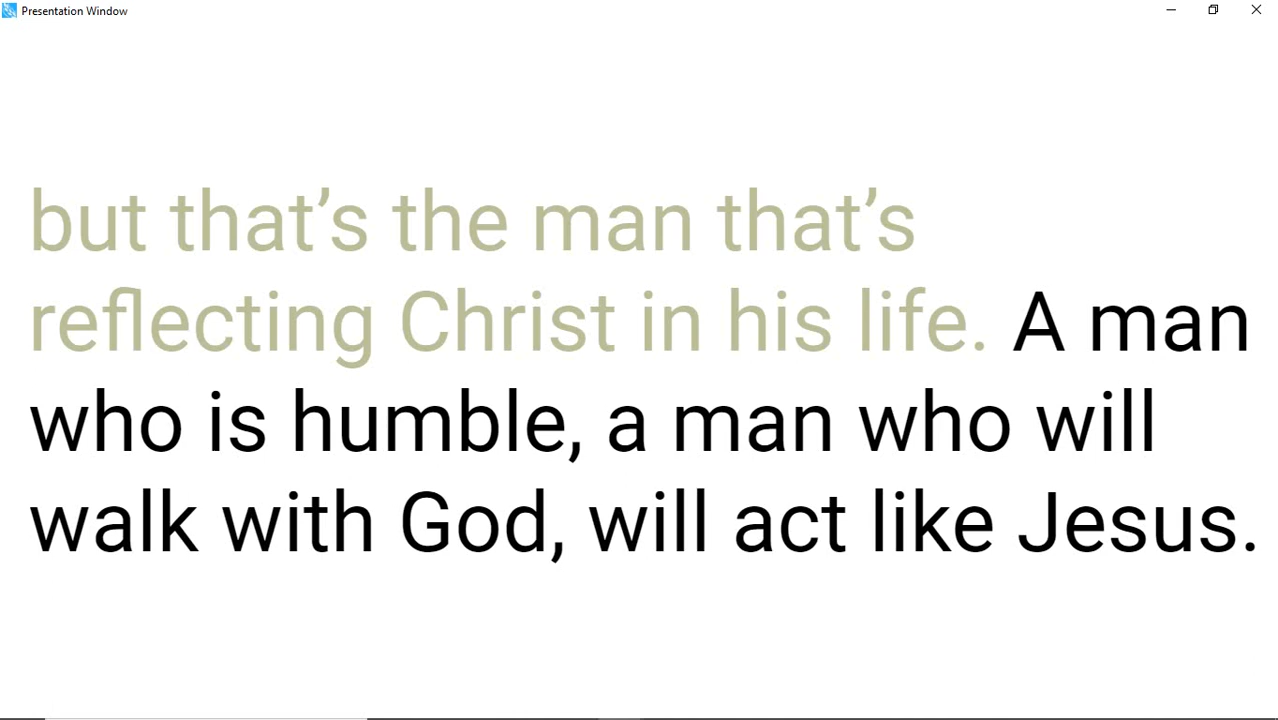 Presentation Window
but that’s the man that’s
reflecting Christ in his life. A man
who is humble, a man who will
walk with God, will act like Jesus.